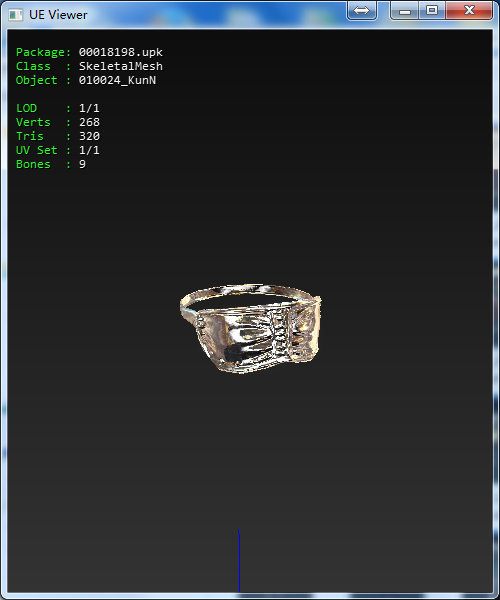 UE Viewer
Package: 00018198.upk
Class  : SkeletalMesh
Object : 010024_KunN
LOD    : 1/1
Verts  : 268
Tris   : 320
UV Set : 1/1
Bones  : 9